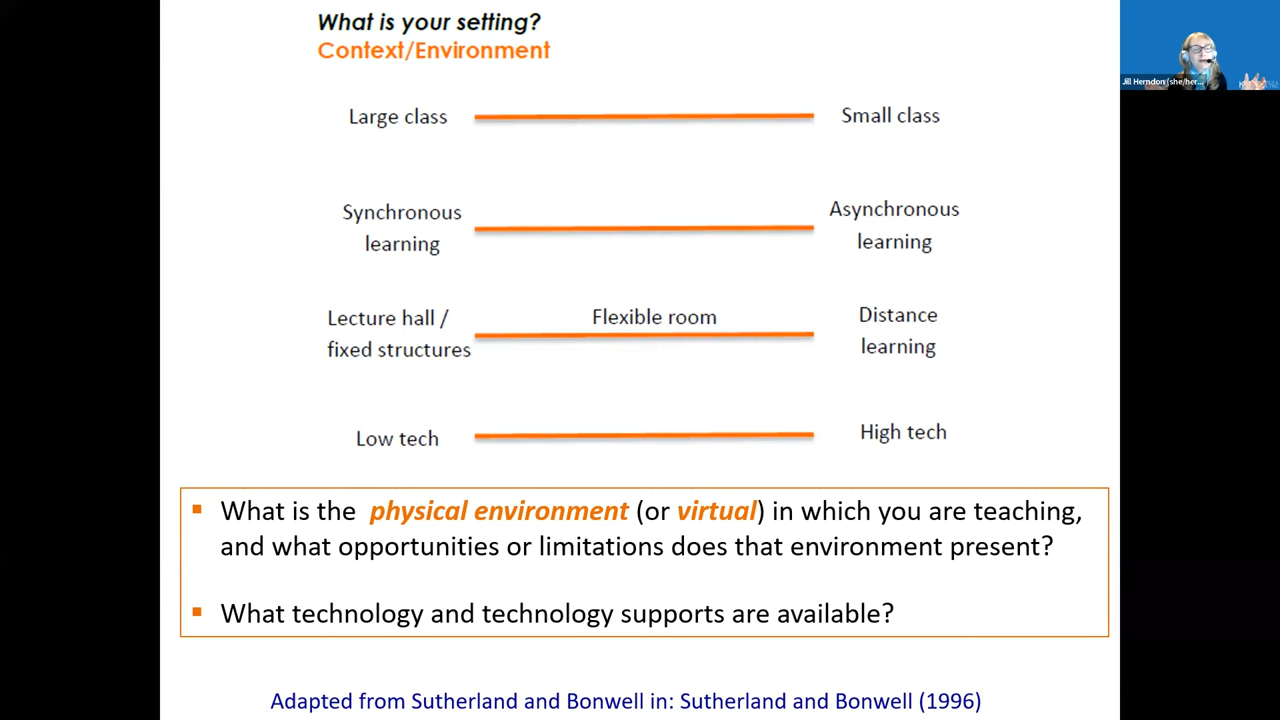 What is your setting?
Context/Environment
Jill Herndon (she/her...
Large class
Small class
Synchronous
learning
Asynchronous
learning
Lecture hall /
fixed structures
Flexible room
Distance
learning
Low tech
High tech
▪ What is the physical environment (or virtual) in which you are teaching,
and what opportunities or limitations does that environment present?
▪ What technology and technology supports are available?
Adapted from Sutherland and Bonwell in: Sutherland and Bonwell (1996)